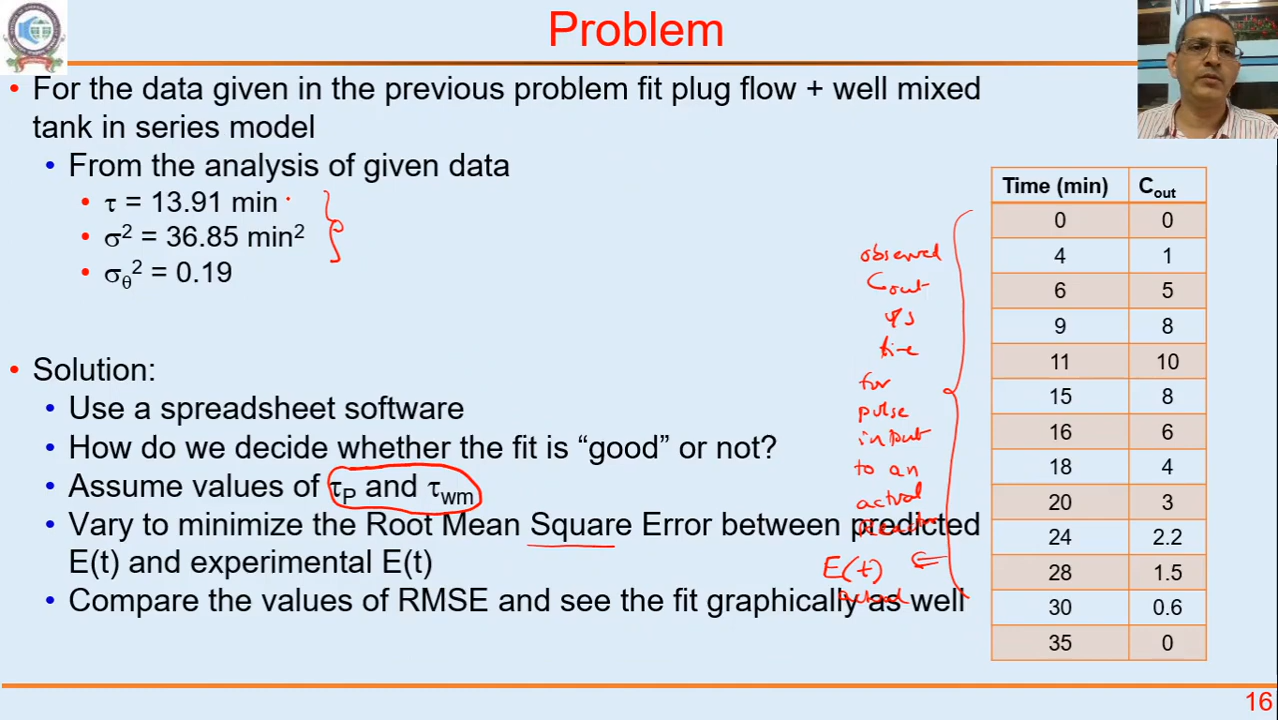 Problem
• For the data given in the previous problem fit plug flow + well mixed
tank in series model
• From the analysis of given data
• τ = 13.91 min
• σ² = 36.85 min²
• σθ² = 0.19
• Solution:
• Use a spreadsheet software
• How do we decide whether the fit is “good” or not?
• Assume values of τP and τwm
• Vary to minimize the Root Mean Square Error between predicted
E(t) and experimental E(t)
• Compare the values of RMSE and see the fit graphically as well
observed
Cout
vs
time
for
pulse
input
to an
actual
Reactor
E(t) ⇐
actual
Time (min) Cout
0 0
4 1
6 5
9 8
11 10
15 8
16 6
18 4
20 3
24 2.2
28 1.5
30 0.6
35 0
16